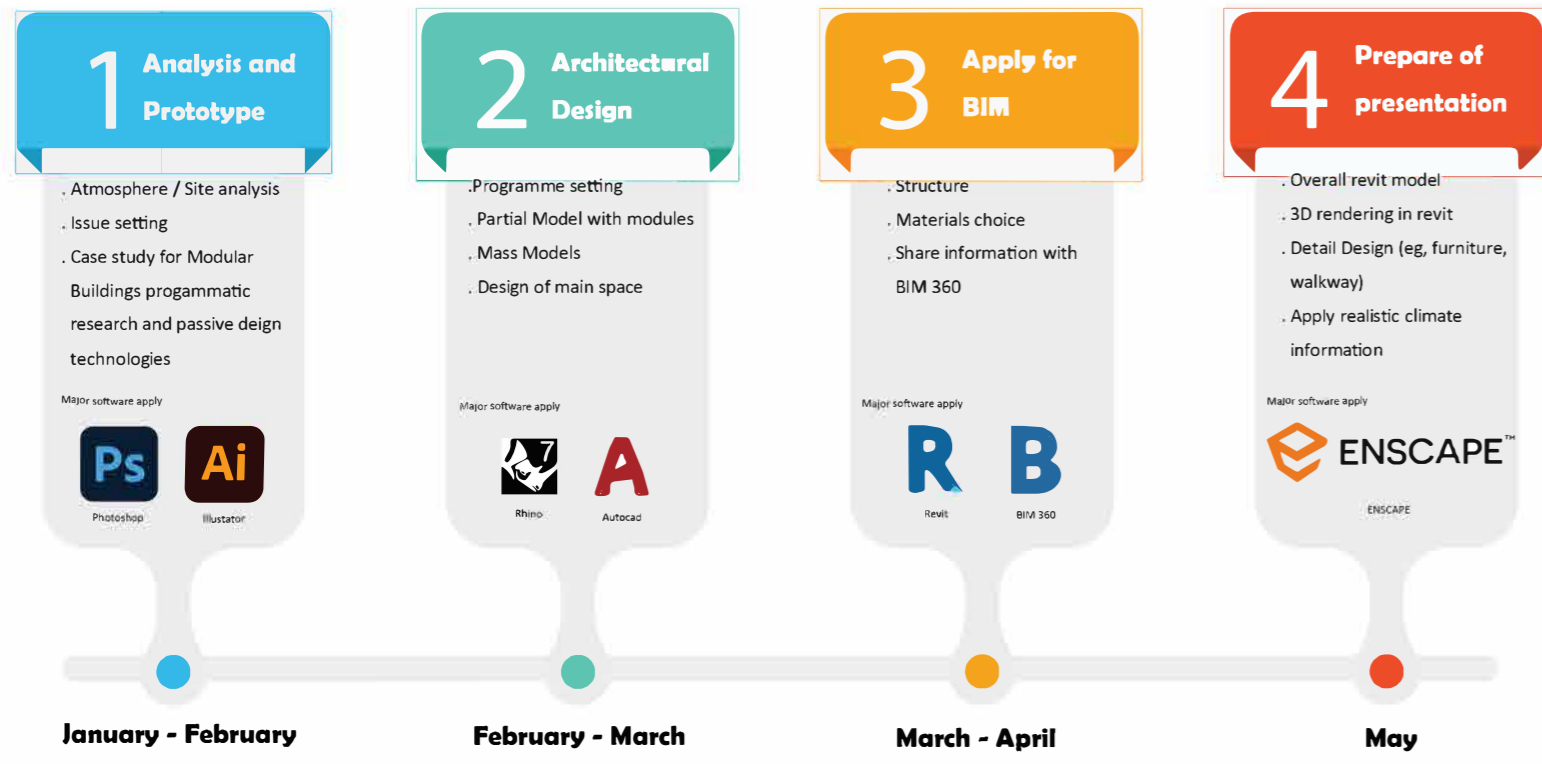 1
Analysis and
Prototype
. Atmosphere / Site analysis
. Issue setting
. Case study for Modular
Buildings progammatic
research and passive deign
technologies
Major software apply
Ps
Ai
Photoshop
Illustator
January - February
2
Architectural
Design
.Programme setting
. Partial Model with modules
. Mass Models
. Design of main space
Major software apply
7
A
Rhino
Autocad
February - March
3
Apply for
BIM
. Structure
. Materials choice
. Share information with
BIM 360
Major software apply
R
B
Revit
BIM 360
March - April
4
Prepare of
presentation
. Overall revit model
. 3D rendering in revit
. Detail Design (eg, furniture,
walkway)
. Apply realistic climate
information
Major software apply
ENSCAPE™
ENSCAPE
May